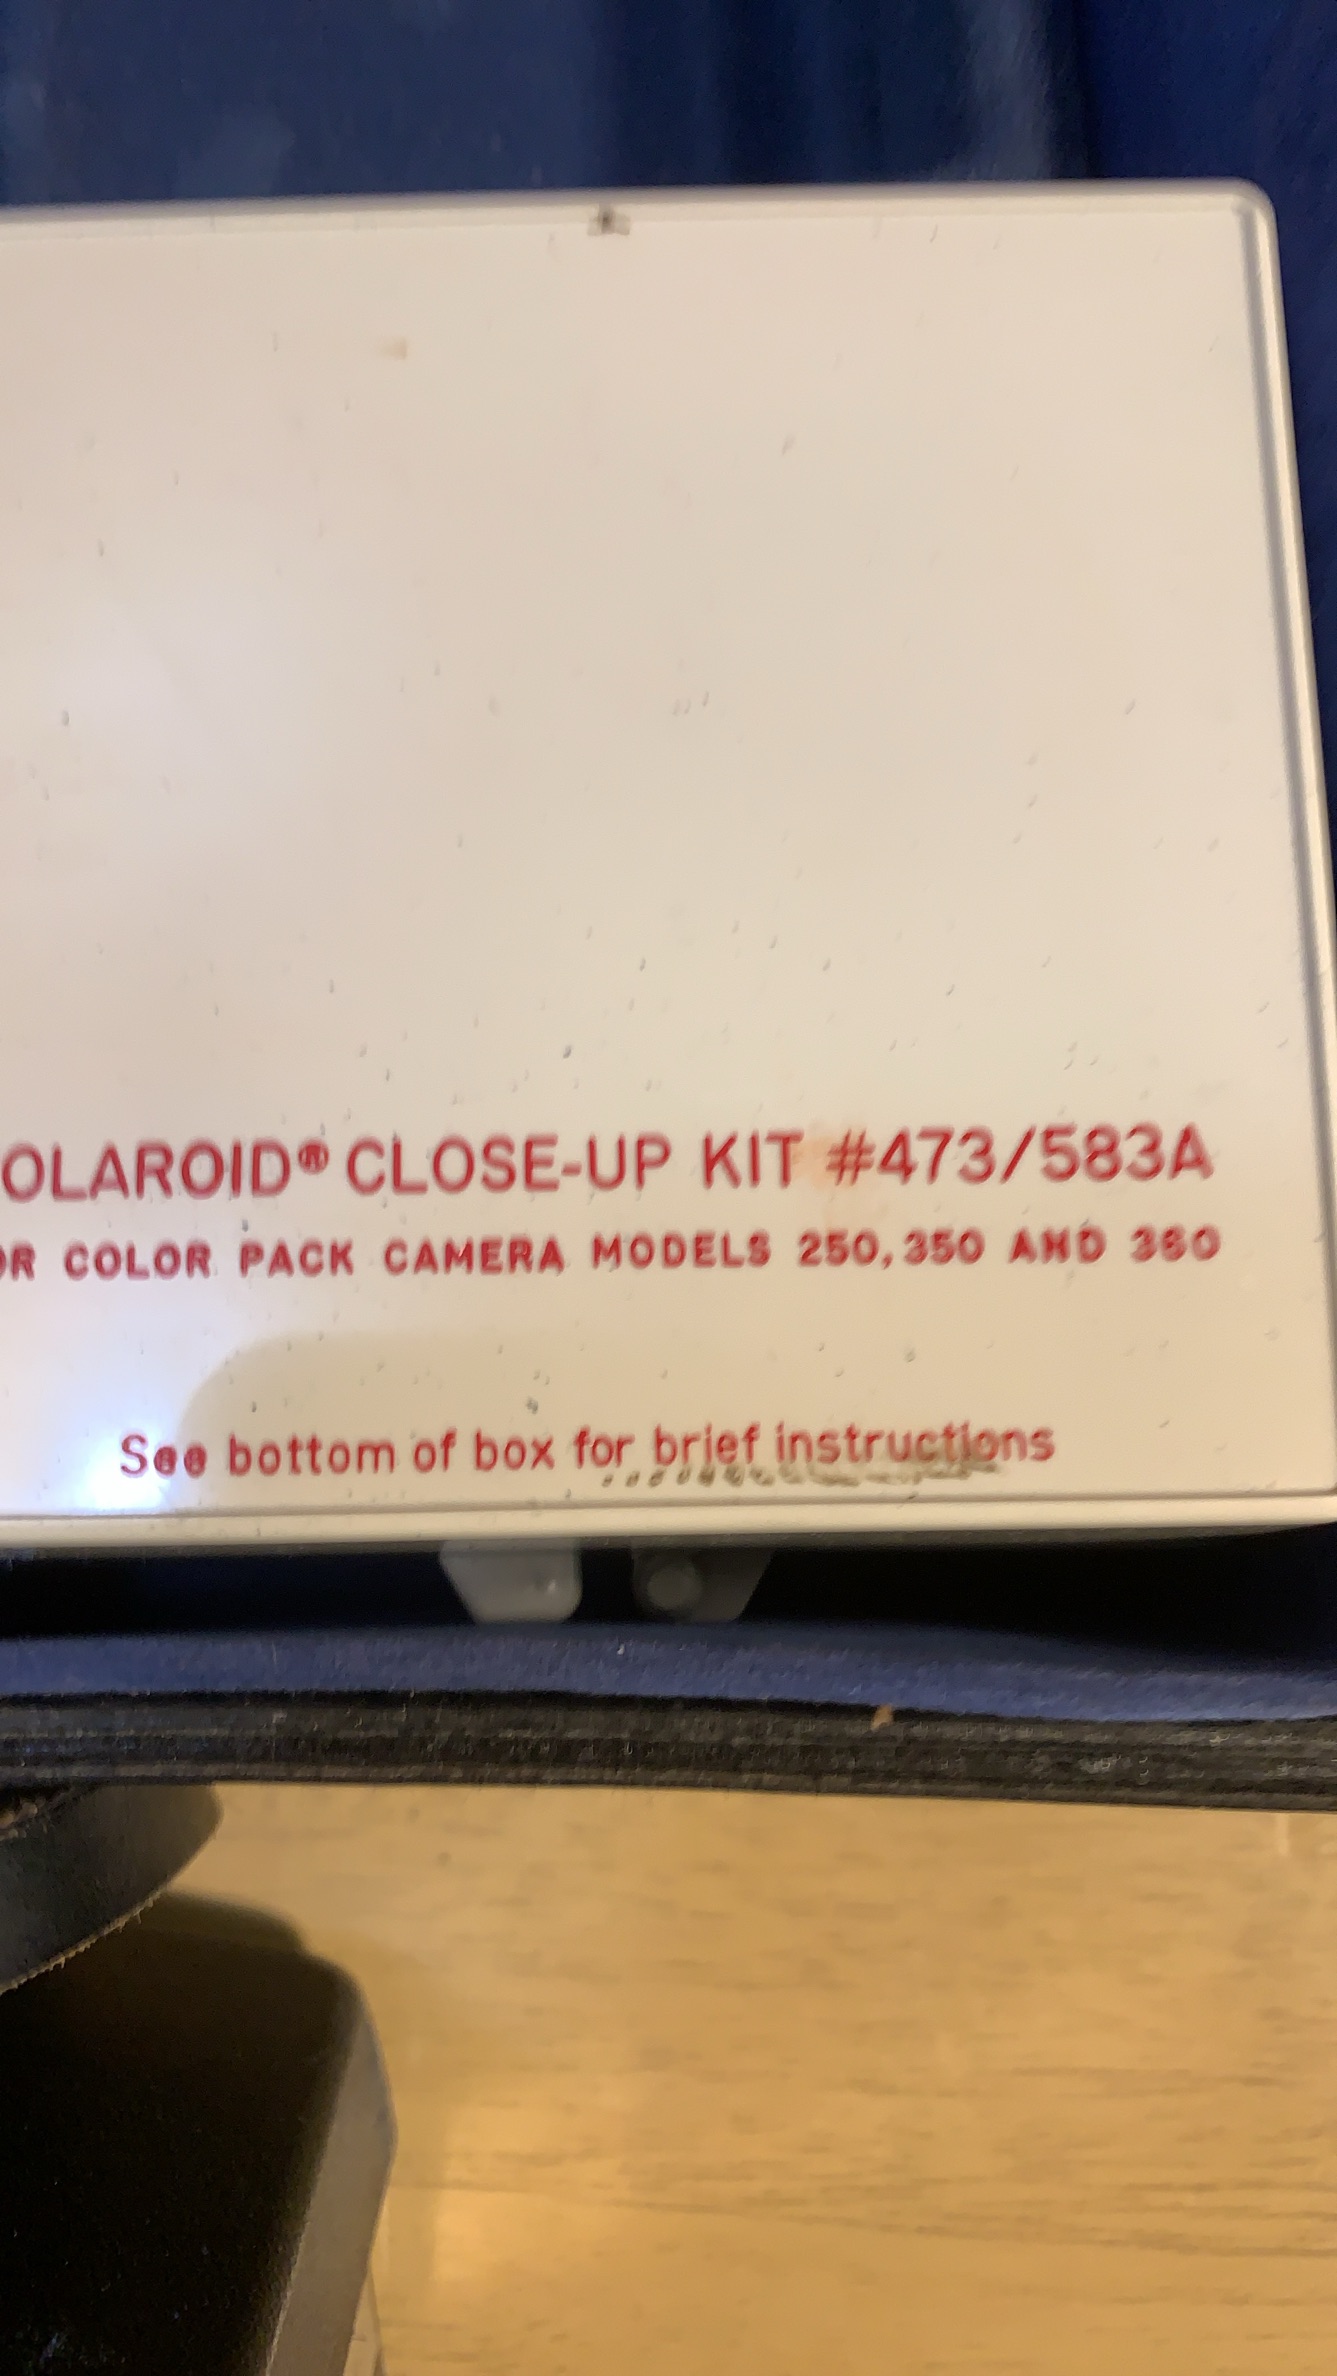 OLAROID® CLOSE-UP KIT #473/583A
OR COLOR PACK CAMERA MODELS 250, 350 AND 360
See bottom of box for brief instructions